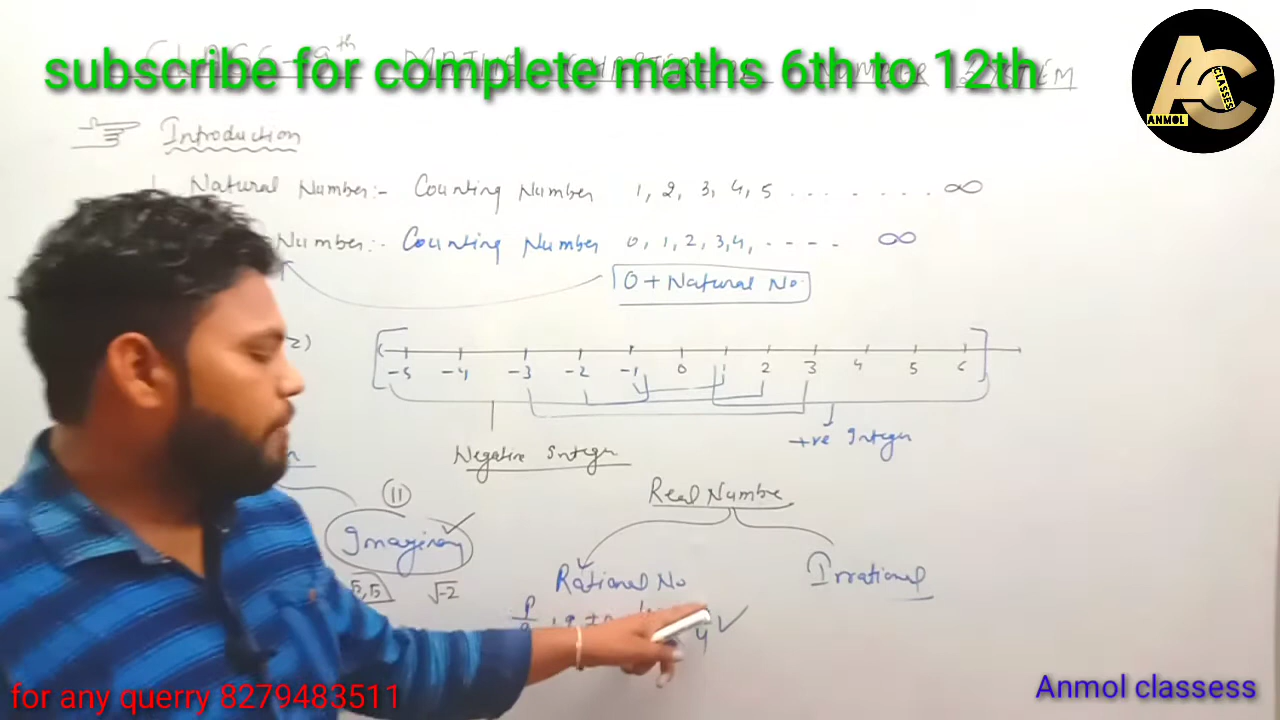 subscribe for complete maths 6th to 12th
ANMOL
CLASSES
Introduction
Natural Number:- Counting Number 1, 2, 3, 4, 5 . . . . . . . . ∞
Number:- Counting Number 0, 1, 2, 3, 4, - - - - . ∞
0 + Natural No.
-5 -4 -3 -2 -1 0 1 2 3 4 5 6
+ve Integer
Negative Integer
Real Number
(11)
Imaginary
√-2
Rational No
Irrational
for any querry 8279483511
Anmol classess